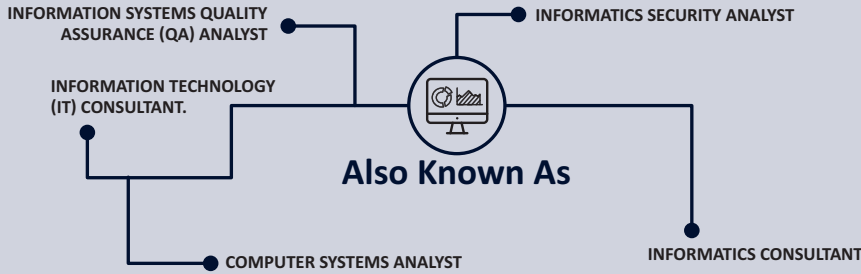 INFORMATION SYSTEMS QUALITY
ASSURANCE (QA) ANALYST
INFORMATICS SECURITY ANALYST
INFORMATION TECHNOLOGY
(IT) CONSULTANT.
Also Known As
COMPUTER SYSTEMS ANALYST
INFORMATICS CONSULTANT